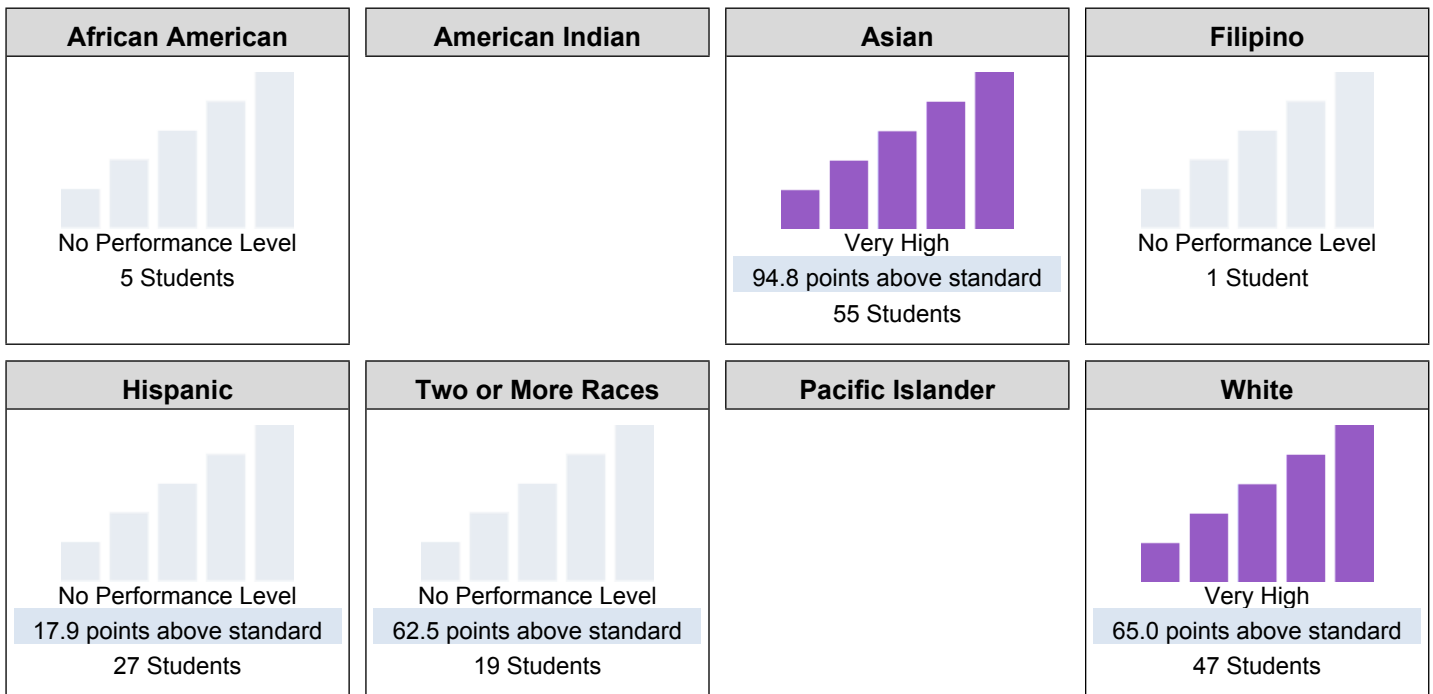 African American
No Performance Level
5 Students
American Indian
Asian
Very High
94.8 points above standard
55 Students
Filipino
No Performance Level
1 Student
Hispanic
No Performance Level
17.9 points above standard
27 Students
Two or More Races
No Performance Level
62.5 points above standard
19 Students
Pacific Islander
White
Very High
65.0 points above standard
47 Students